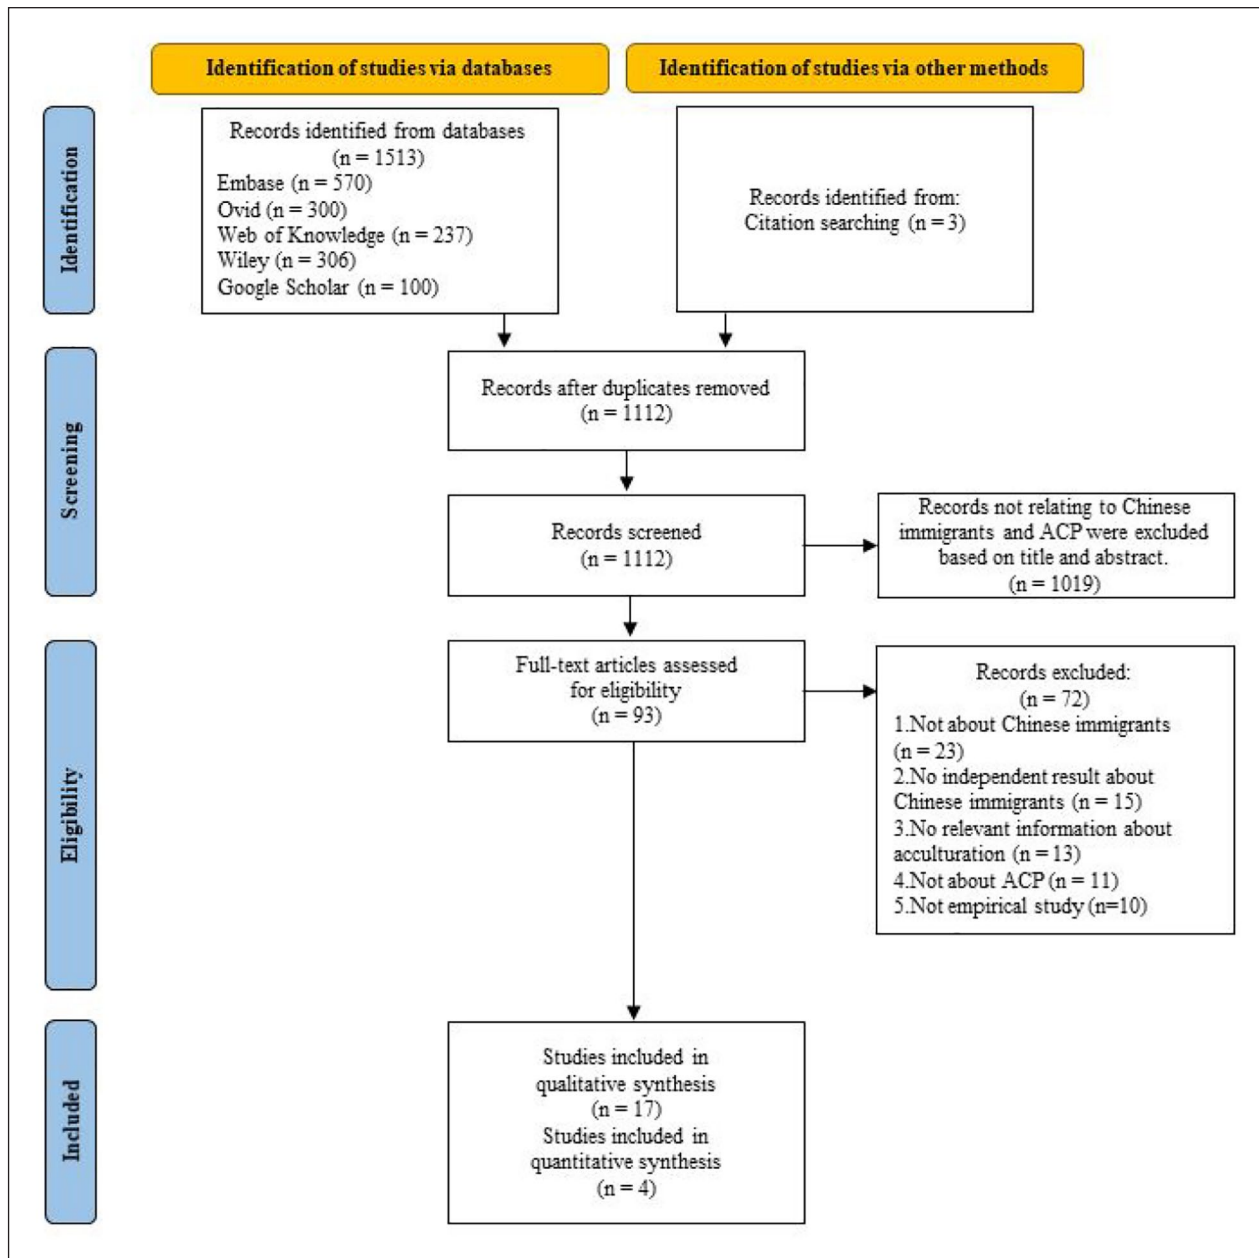 Identification of studies via databases
Identification of studies via other methods
Identification
Records identified from databases
(n = 1513)
Embase (n = 570)
Ovid (n = 300)
Web of Knowledge (n = 237)
Wiley (n = 306)
Google Scholar (n = 100)
Records identified from:
Citation searching (n = 3)
Screening
Records after duplicates removed
(n = 1112)
Records screened
(n = 1112)
Records not relating to Chinese
immigrants and ACP were excluded
based on title and abstract.
(n = 1019)
Eligibility
Full-text articles assessed
for eligibility
(n = 93)
Records excluded:
(n = 72)
1.Not about Chinese immigrants
(n = 23)
2.No independent result about
Chinese immigrants (n = 15)
3.No relevant information about
acculturation (n = 13)
4.Not about ACP (n = 11)
5.Not empirical study (n=10)
Included
Studies included in
qualitative synthesis
(n = 17)
Studies included in
quantitative synthesis
(n = 4)